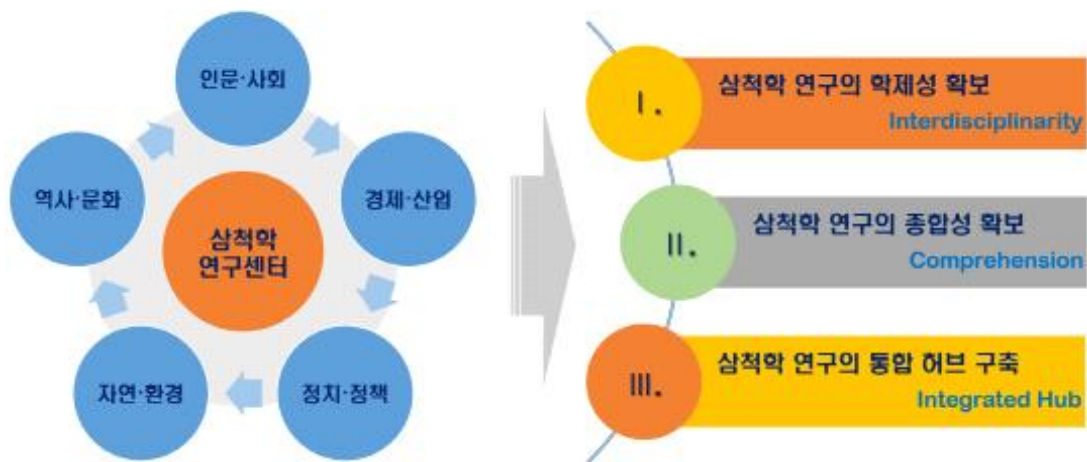 인문·사회
경제·산업
정치·정책
자연·환경
역사·문화
삼척학
연구센터
I.
삼척학 연구의 학제성 확보
Interdisciplinarity
II.
삼척학 연구의 종합성 확보
Comprehension
III.
삼척학 연구의 통합 허브 구축
Integrated Hub